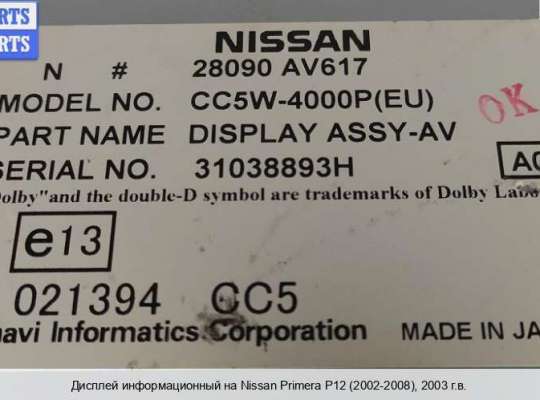 RTS
PARTS
NISSAN
N # 28090 AV617
MODEL NO. CC5W-4000P(EU)
OK
PART NAME DISPLAY ASSY-AV
SERIAL NO. 31038893H
A0
Dolby"and the double-D symbol are trademarks of Dolby Labo
e13
021394 CC5
navi Informatics Corporation MADE IN JA
Дисплей информационный на Nissan Primera P12 (2002-2008), 2003 г.в.